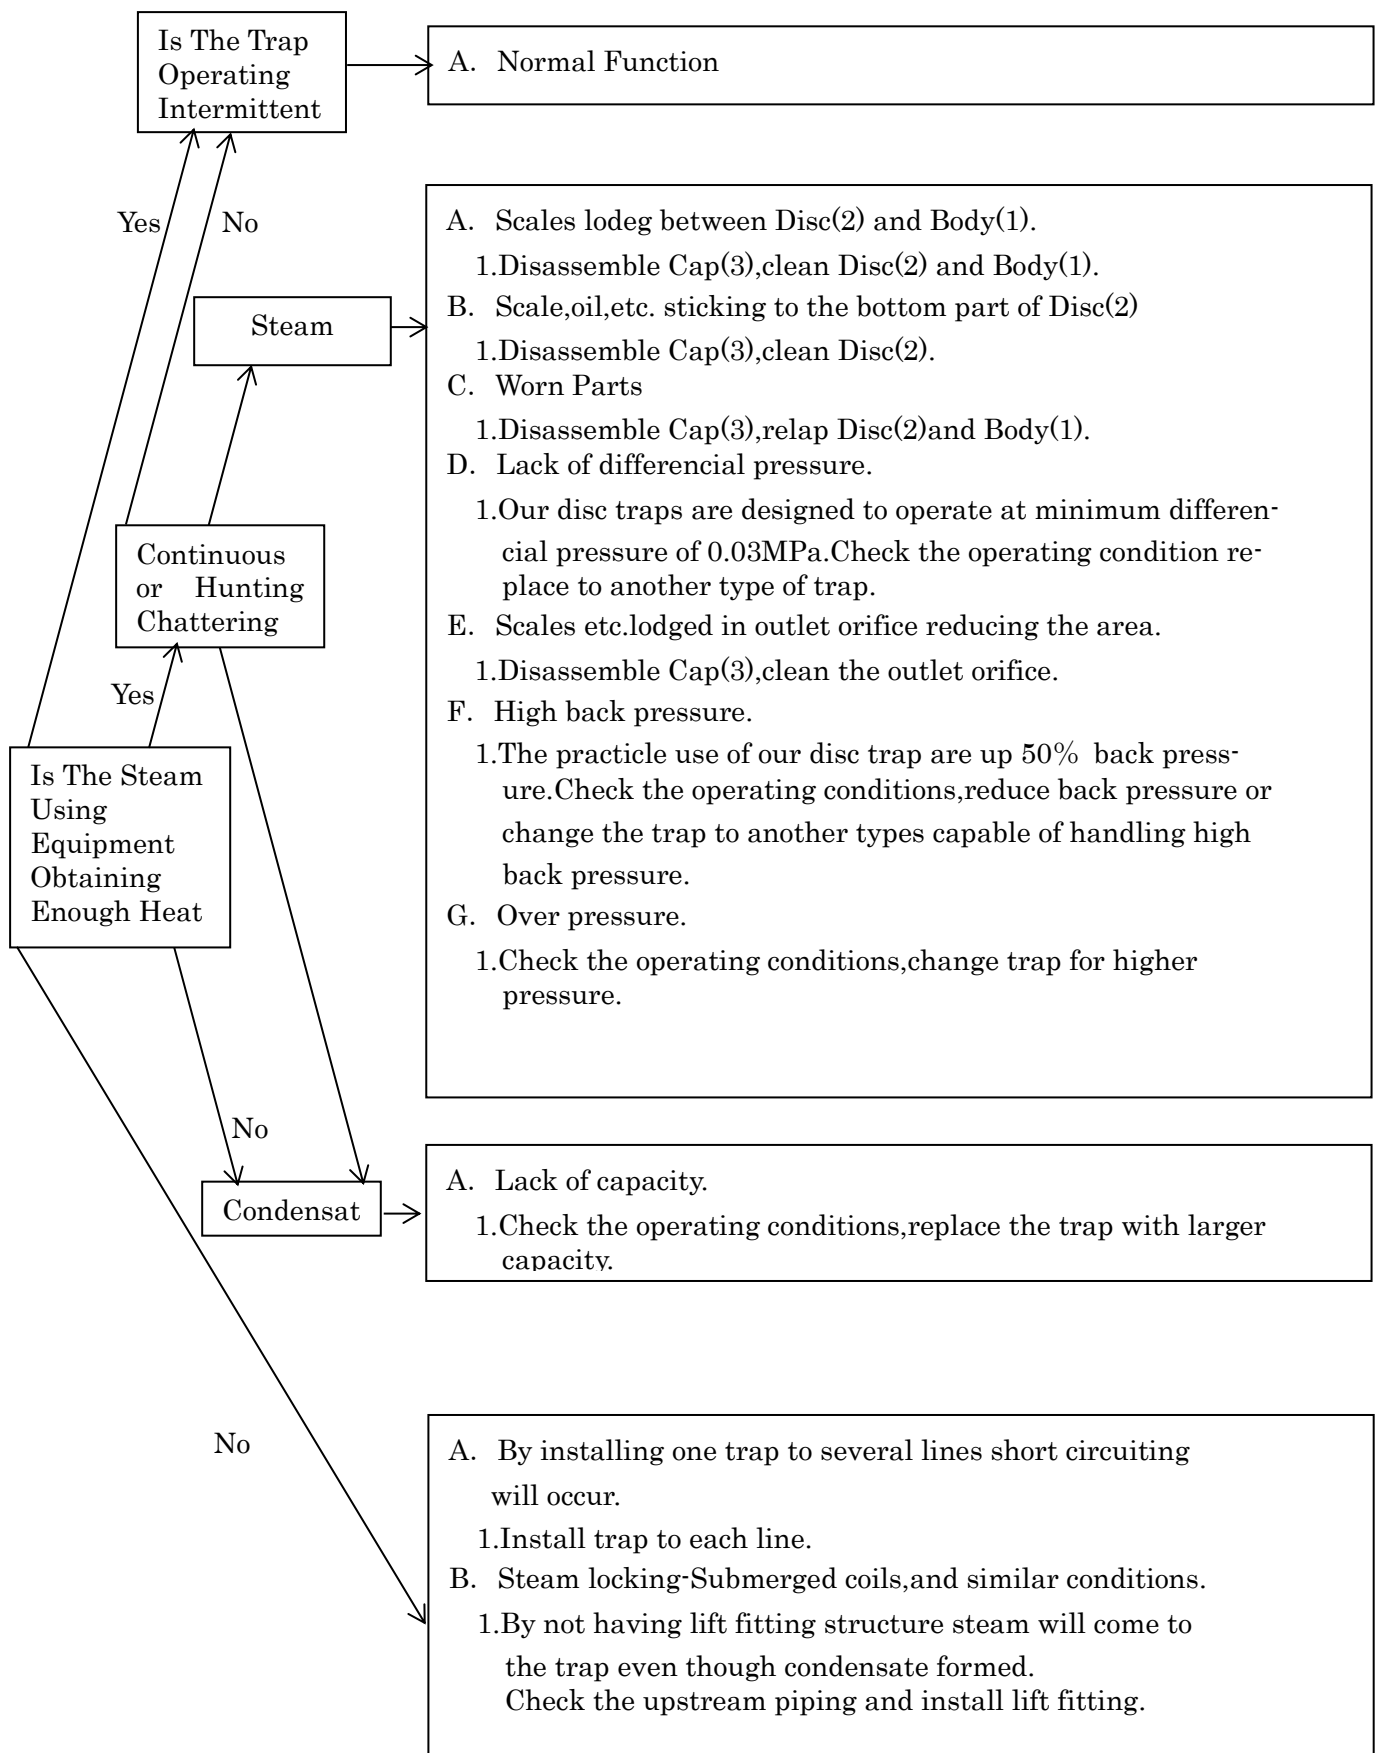 Is The Trap
Operating
Intermittent
A. Normal Function
Yes
No
Steam
A. Scales lodeg between Disc(2) and Body(1).
1.Disassemble Cap(3),clean Disc(2) and Body(1).
B. Scale,oil,etc. sticking to the bottom part of Disc(2)
1.Disassemble Cap(3),clean Disc(2).
C. Worn Parts
1.Disassemble Cap(3),relap Disc(2)and Body(1).
D. Lack of differencial pressure.
1.Our disc traps are designed to operate at minimum differen-
cial pressure of 0.03MPa.Check the operating condition re-
place to another type of trap.
E. Scales etc.lodged in outlet orifice reducing the area.
1.Disassemble Cap(3),clean the outlet orifice.
F. High back pressure.
1.The practicle use of our disc trap are up 50% back press-
ure.Check the operating conditions,reduce back pressure or
change the trap to another types capable of handling high
back pressure.
G. Over pressure.
1.Check the operating conditions,change trap for higher
pressure.
Continuous
or Hunting
Chattering
Yes
Is The Steam
Using
Equipment
Obtaining
Enough Heat
No
Condensat
A. Lack of capacity.
1.Check the operating conditions,replace the trap with larger
capacity.
No
A. By installing one trap to several lines short circuiting
will occur.
1.Install trap to each line.
B. Steam locking-Submerged coils,and similar conditions.
1.By not having lift fitting structure steam will come to
the trap even though condensate formed.
Check the upstream piping and install lift fitting.